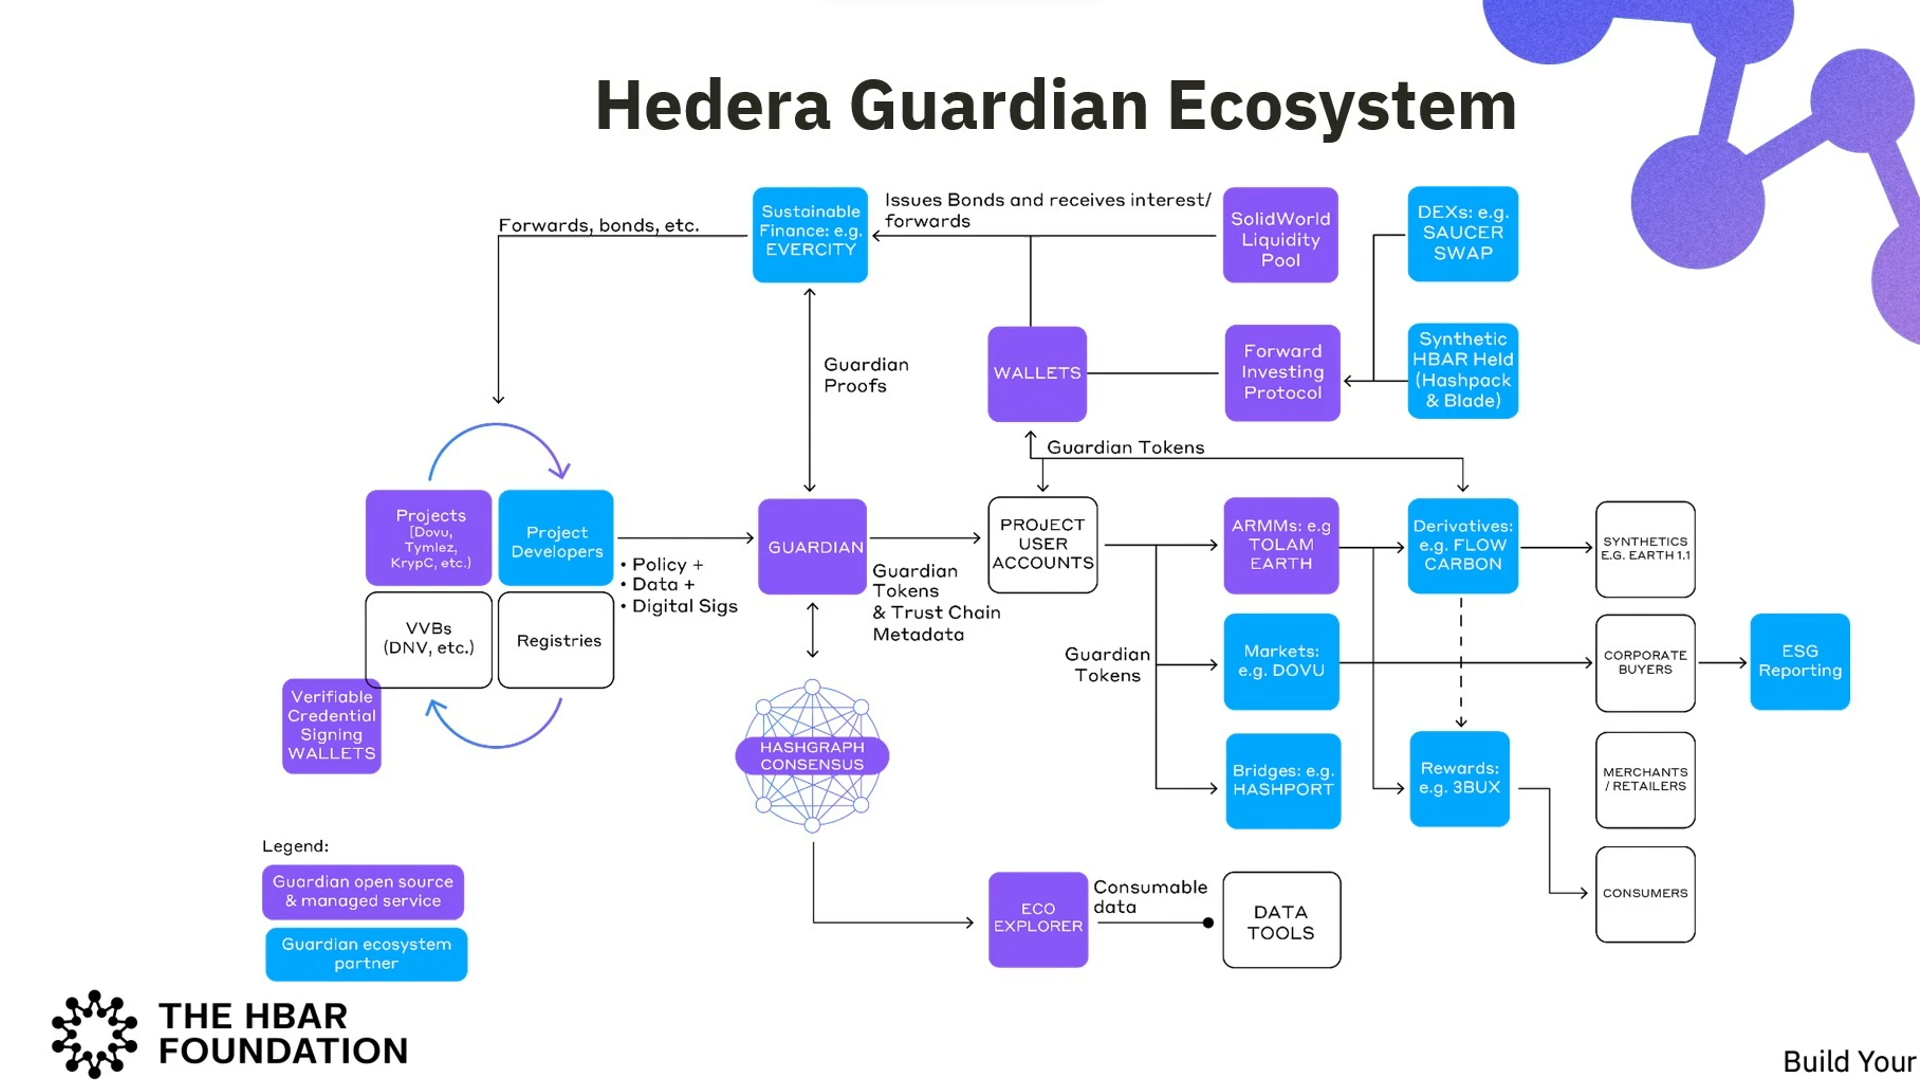 Hedera Guardian Ecosystem
Forwards, bonds, etc.
Sustainable
Finance: e.g.
EVERCITY
Issues Bonds and receives interest/
forwards
SolidWorld
Liquidity
Pool
DEXs: e.g.
SAUCER
SWAP
Guardian
Proofs
WALLETS
Forward
Investing
Protocol
Synthetic
HBAR Held
(Hashpack
& Blade)
Guardian Tokens
Projects
[Dovu,
Tymlez,
KrypC, etc.)
Project
Developers
• Policy +
• Data +
• Digital Sigs
VVBs
(DNV, etc.)
Registries
Verifiable
Credential
Signing
WALLETS
GUARDIAN
Guardian
Tokens
& Trust Chain
Metadata
PROJECT
USER
ACCOUNTS
Guardian
Tokens
ARMMs: e.g
TOLAM
EARTH
Derivatives:
e.g. FLOW
CARBON
SYNTHETICS
E.G. EARTH 1.1
Markets:
e.g. DOVU
CORPORATE
BUYERS
ESG
Reporting
Bridges: e.g.
HASHPORT
Rewards:
e.g. 3BUX
MERCHANTS
/ RETAILERS
CONSUMERS
HASHGRAPH
CONSENSUS
ECO
EXPLORER
Consumable
data
DATA
TOOLS
Legend:
Guardian open source
& managed service
Guardian ecosystem
partner
THE HBAR
FOUNDATION
Build Your